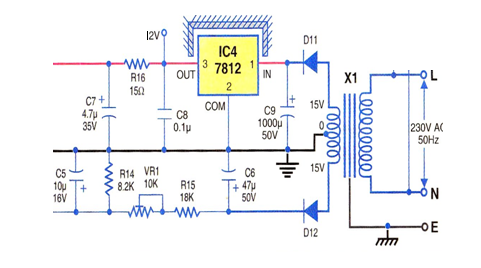 I2V
D11
IC4
7812
3
1
OUT
IN
2
COM
R16
15Ω
C7
+
4.7µ
35V
C8
0.1µ
C9
+
1000µ
50V
X1
15V
0
15V
L
230V AC
50Hz
N
E
C5
10µ
+
16V
R14
8.2K
VR1
10K
R15
18K
C6
47µ
+
50V
D12